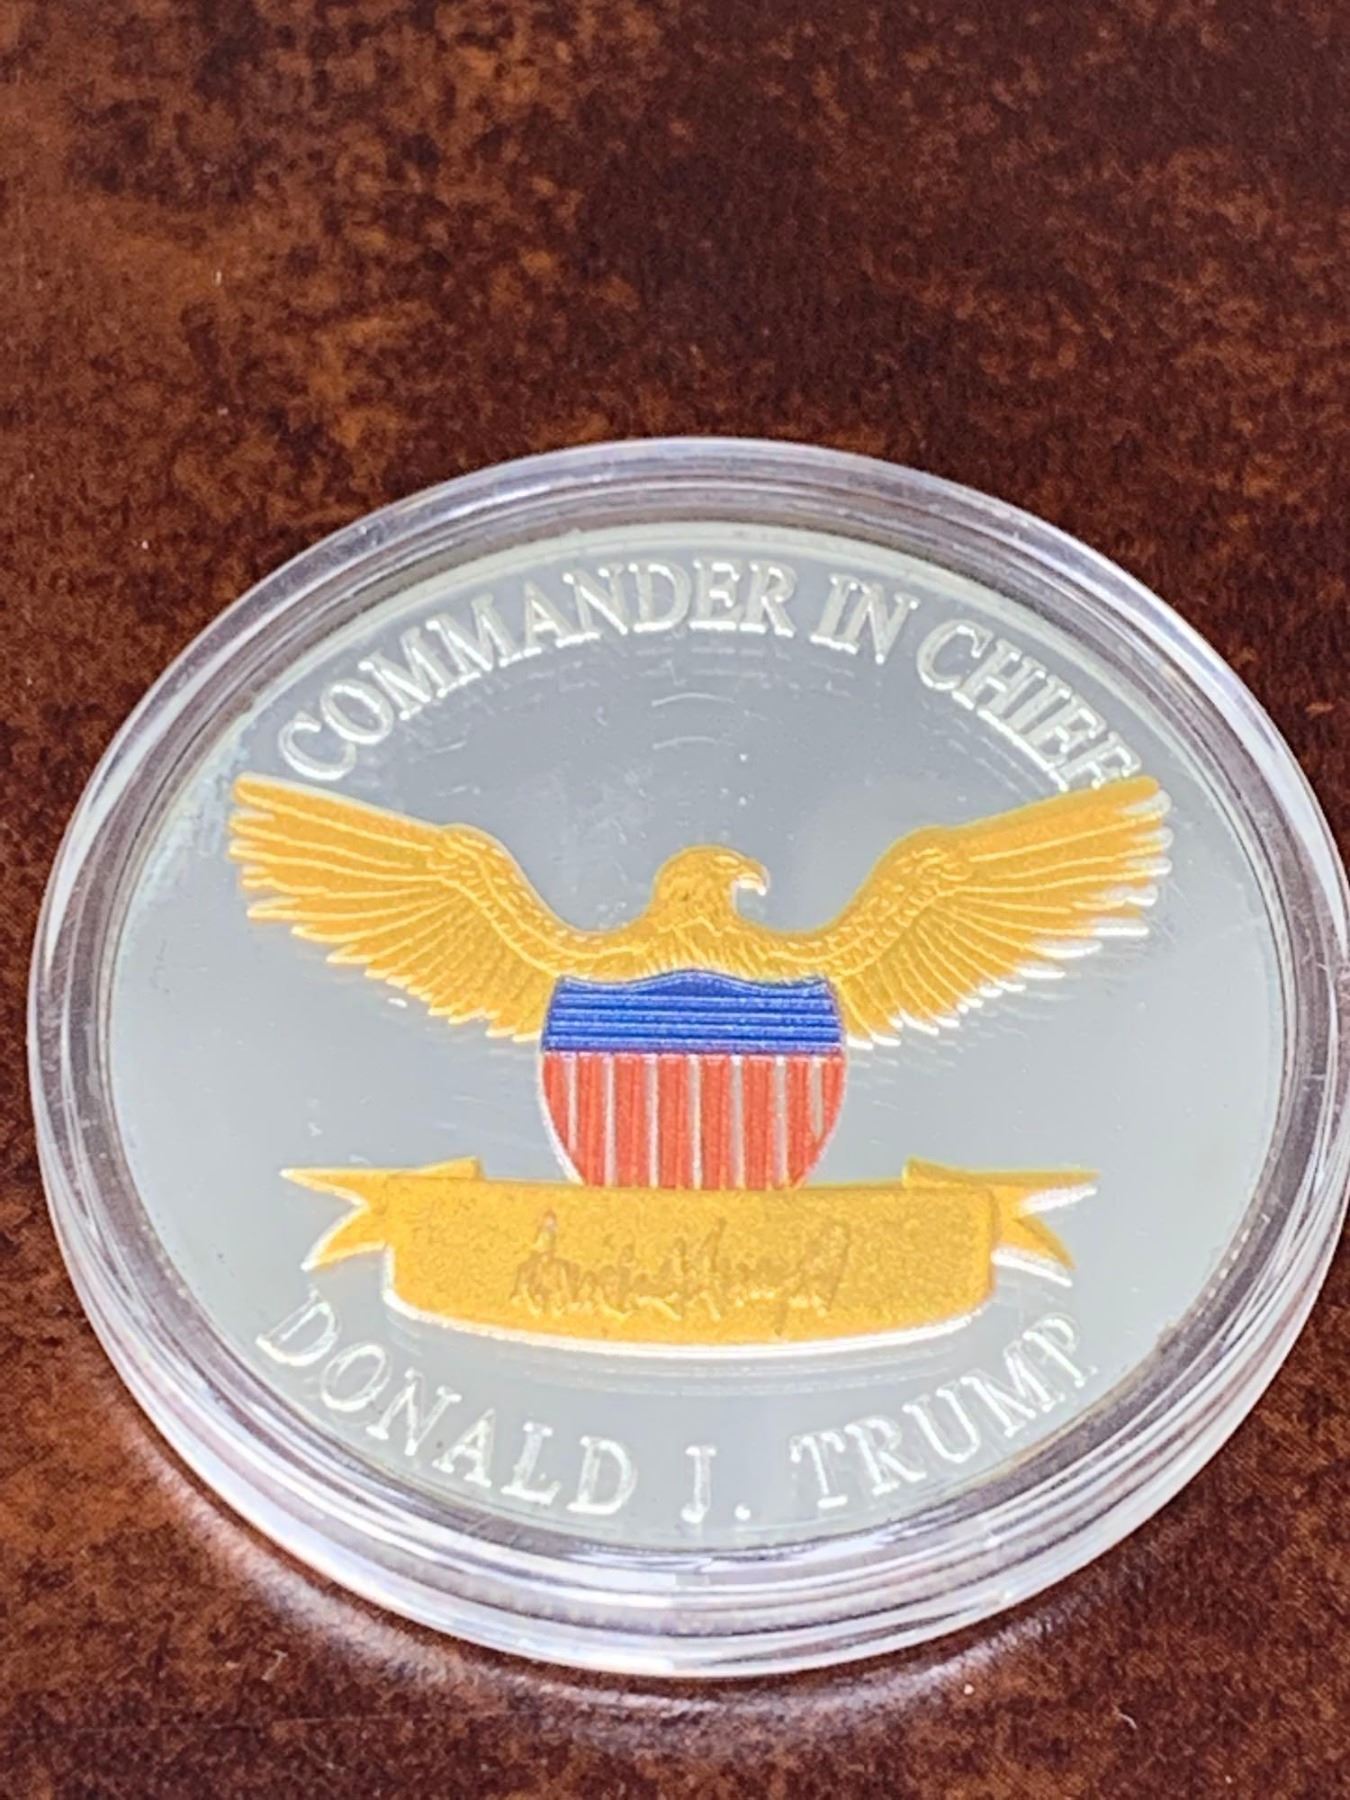 COMMANDER IN CHIEF
DONALD J. TRUMP